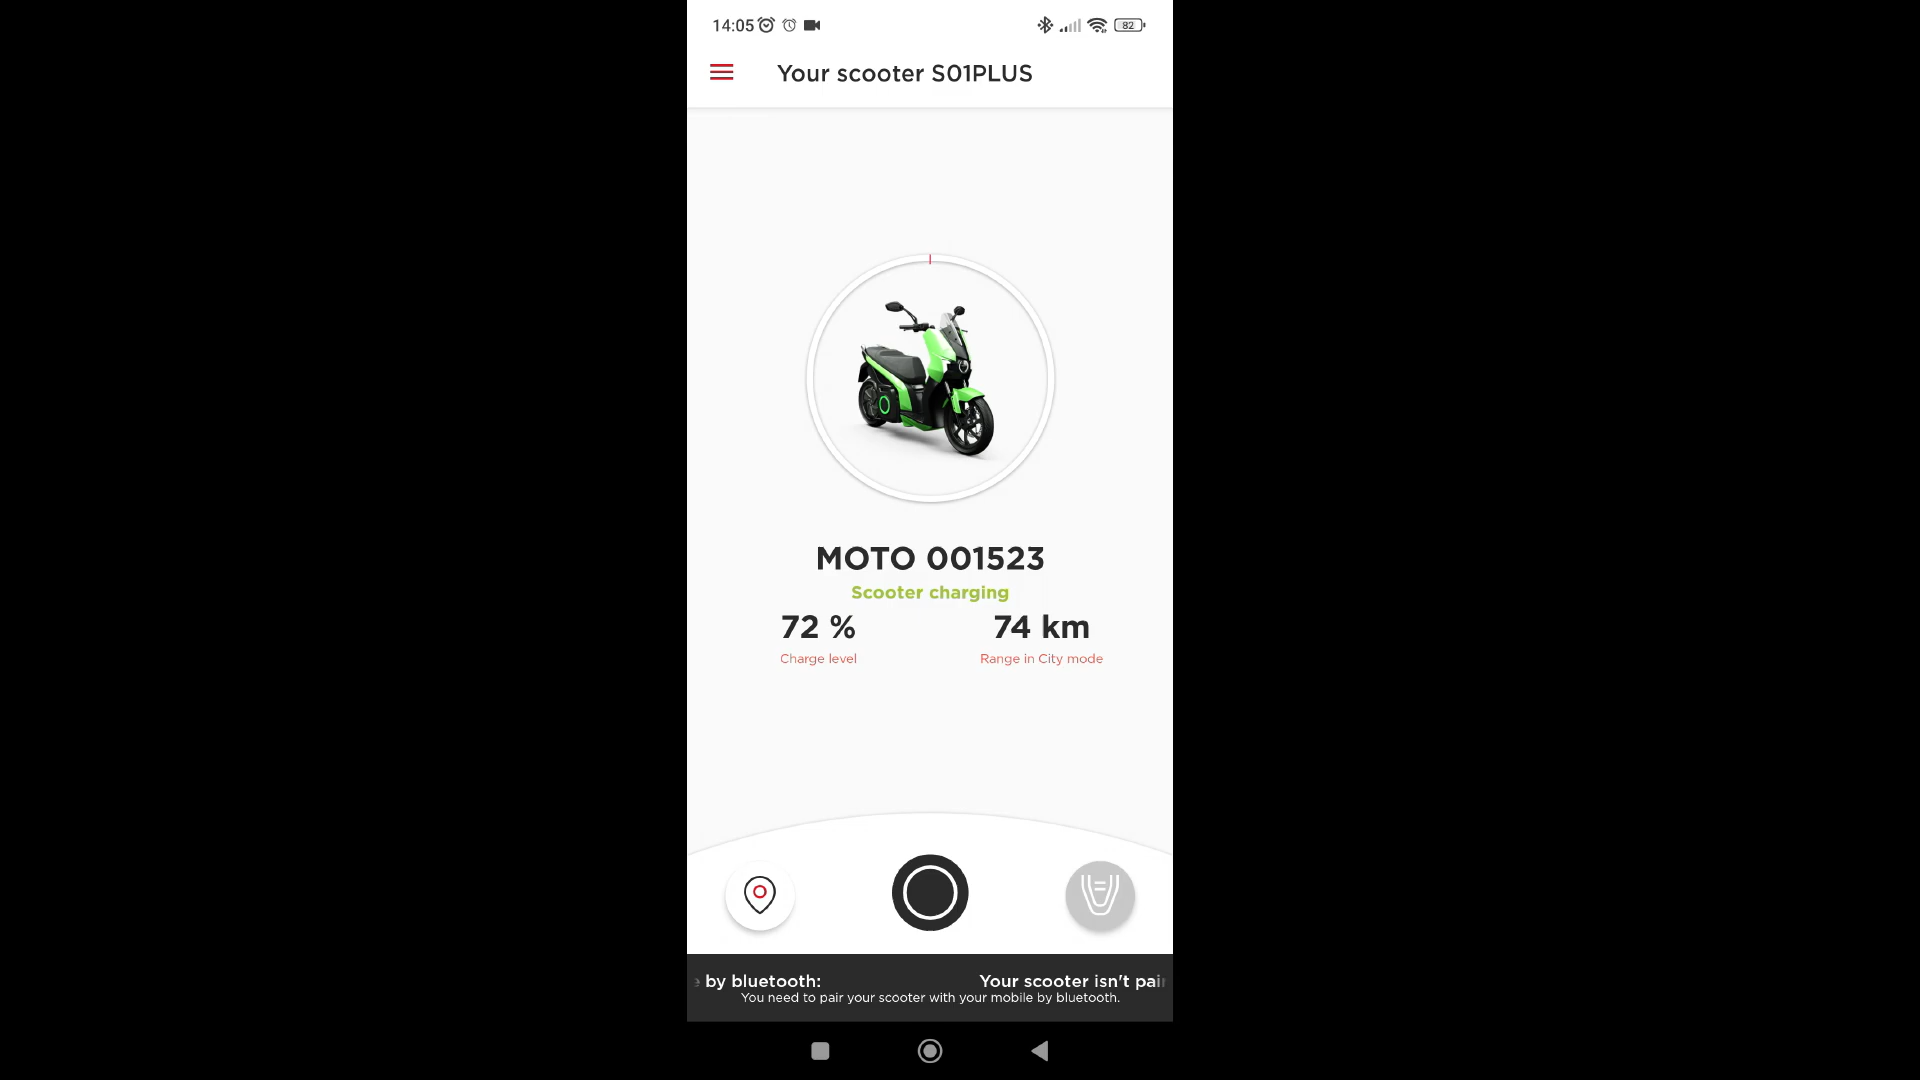 14:05
82
Your scooter S01PLUS
MOTO 001523
Scooter charging
72 %
74 km
Charge level
Range in City mode
by bluetooth:
Your scooter isn't
You need to pair your scooter with your mobile by bluetooth.